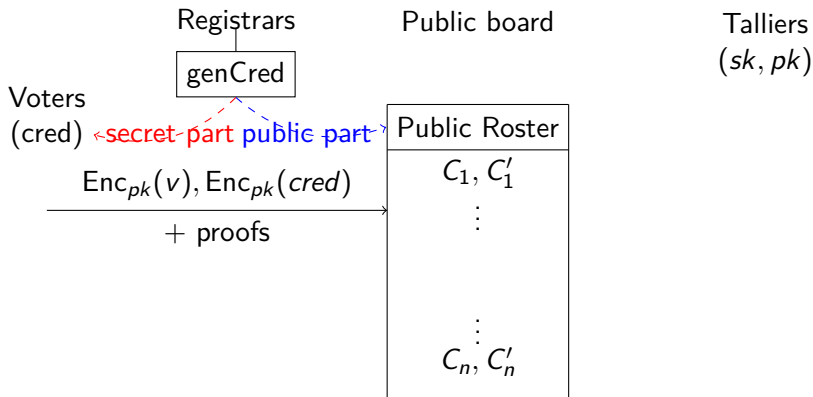 Registrars
Public board
Talliers
(sk, pk)
genCred
Voters
(cred)
secret part
public part
Public Roster
Enc_pk(v), Enc_pk(cred)
+ proofs
C_1, C'_1
⋮
⋮
C_n, C'_n